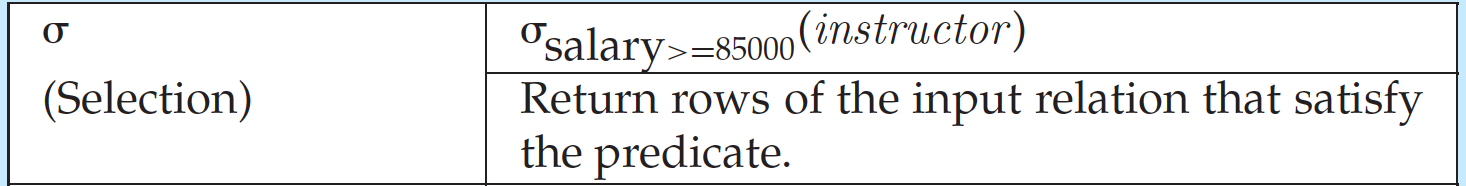 σ
σsalary>=85000(instructor)
(Selection)
Return rows of the input relation that satisfy
the predicate.